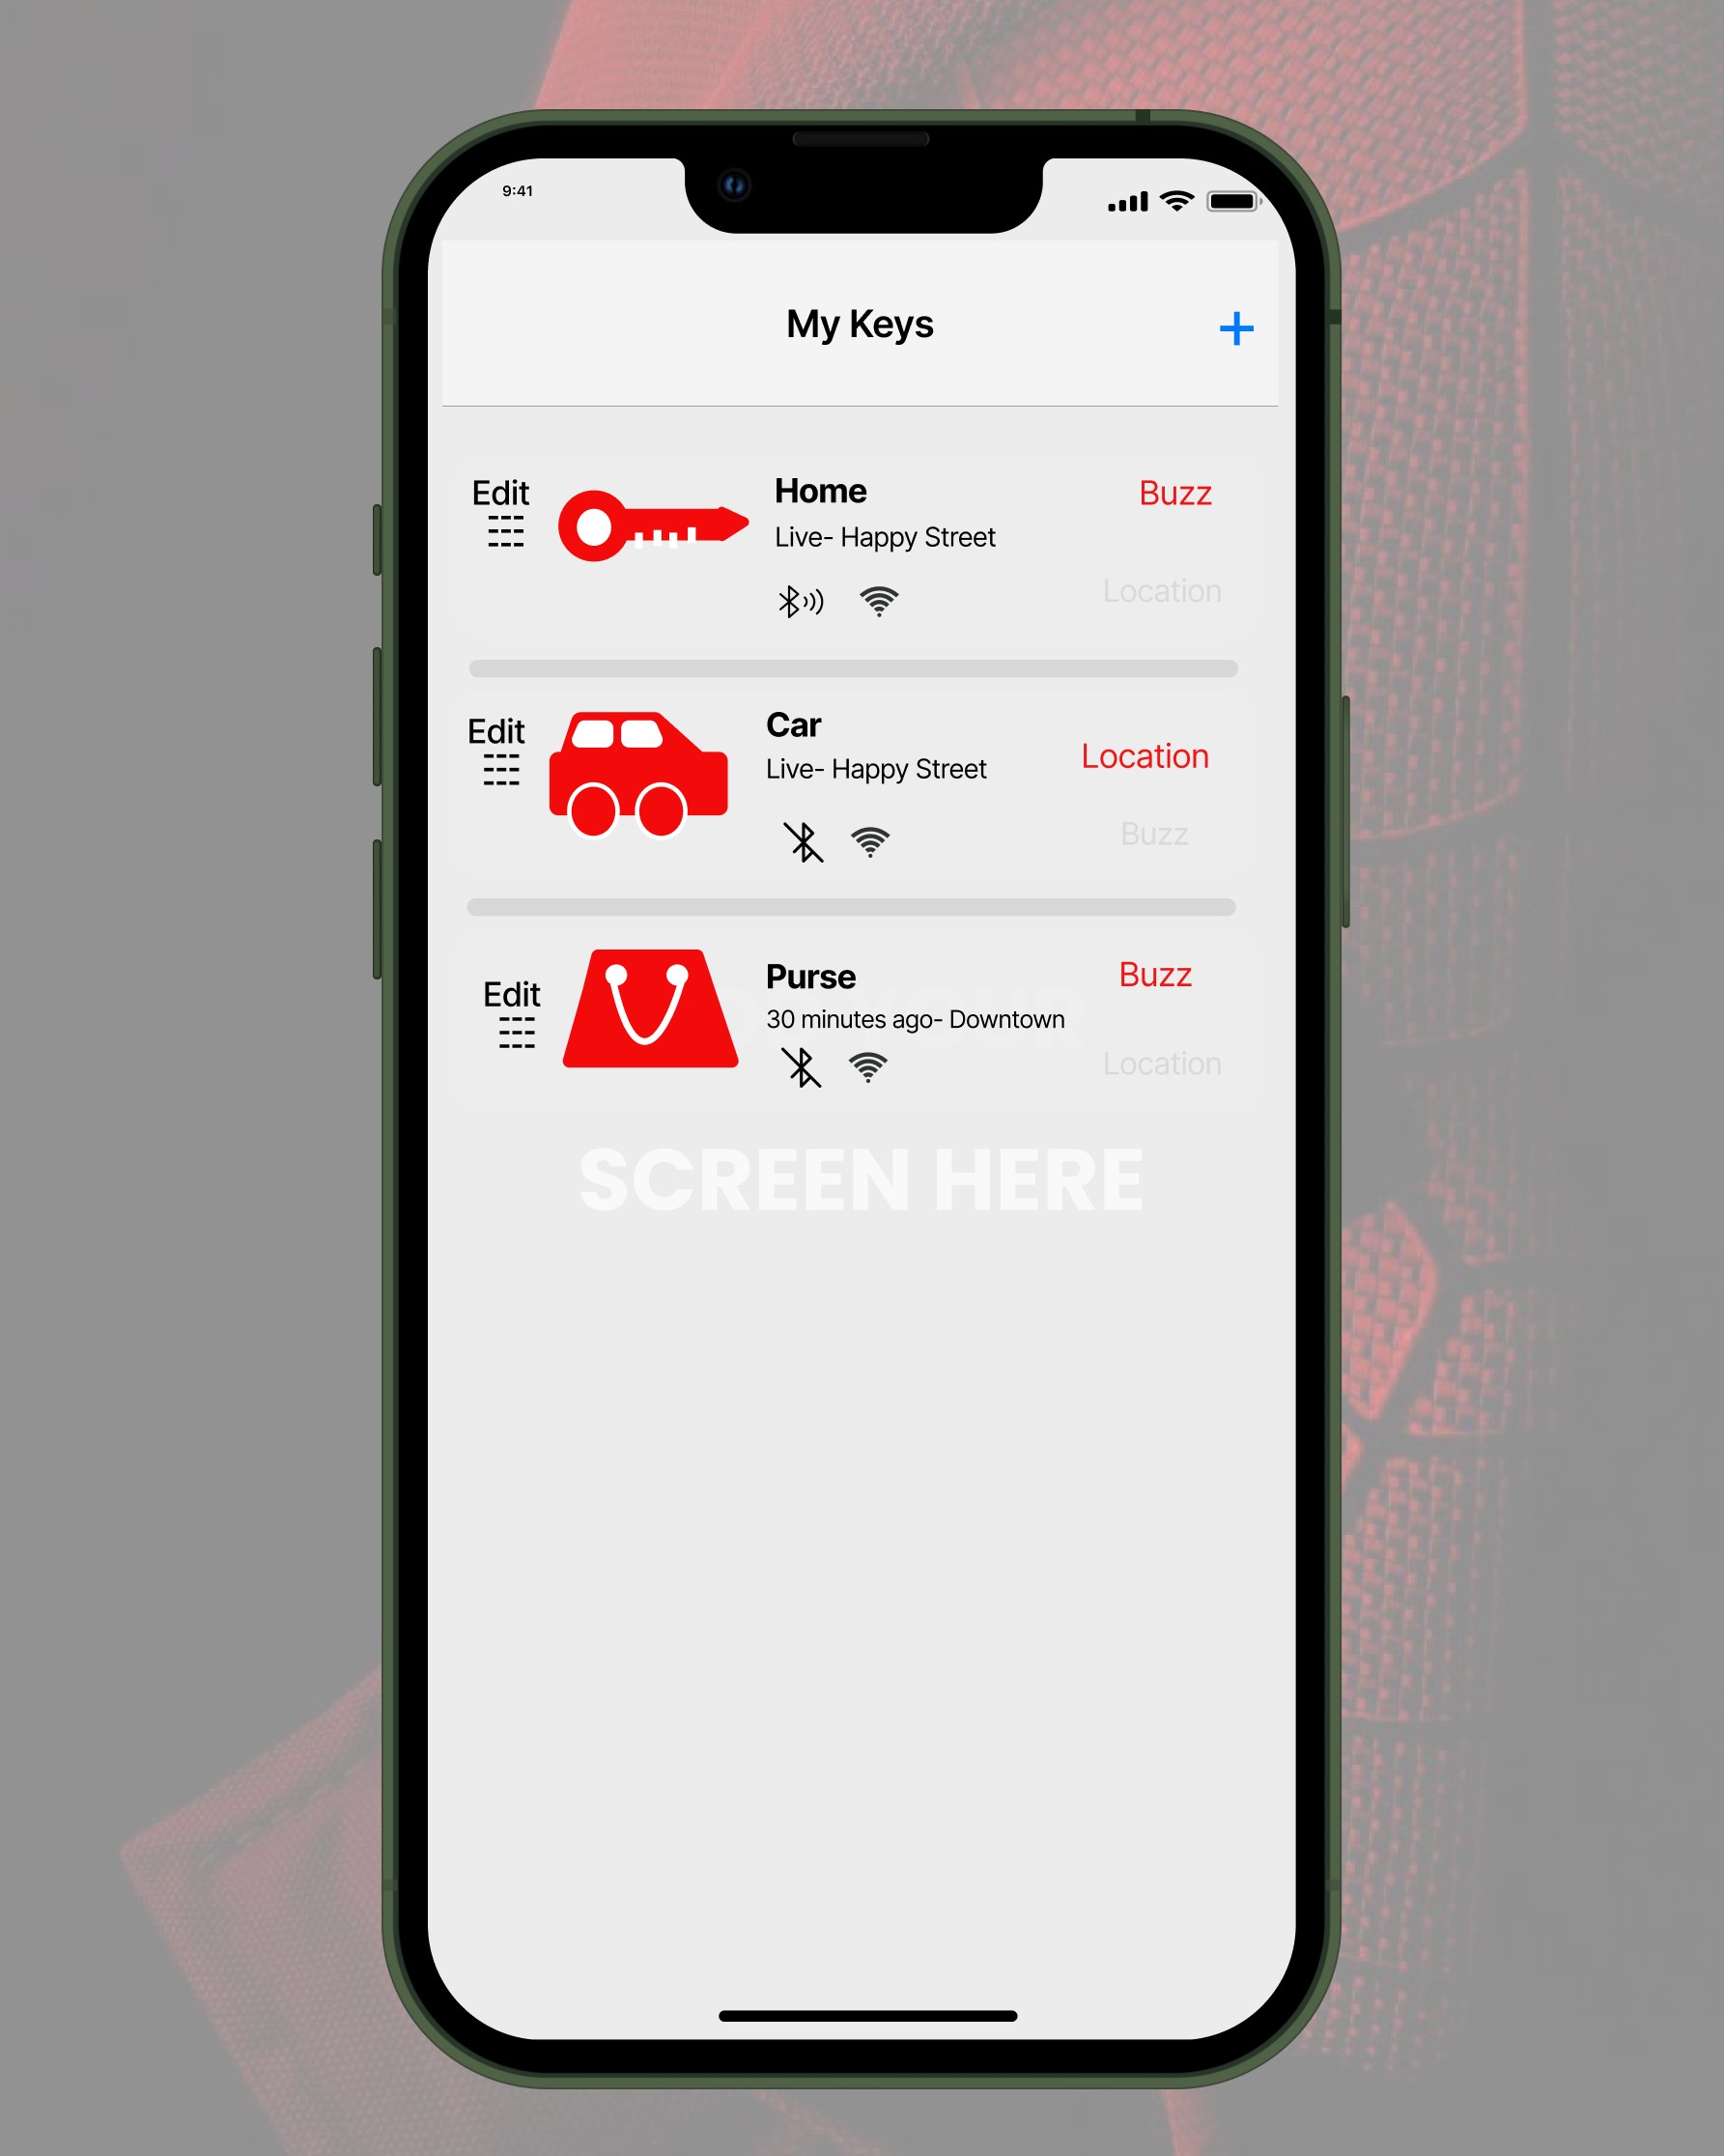 9:41
My Keys
+
Edit
Home
Buzz
Live- Happy Street
Location
Edit
Car
Live- Happy Street
Location
Buzz
Edit
Purse
Buzz
YOUR
30 minutes ago- Downtown
Location
SCREEN HERE